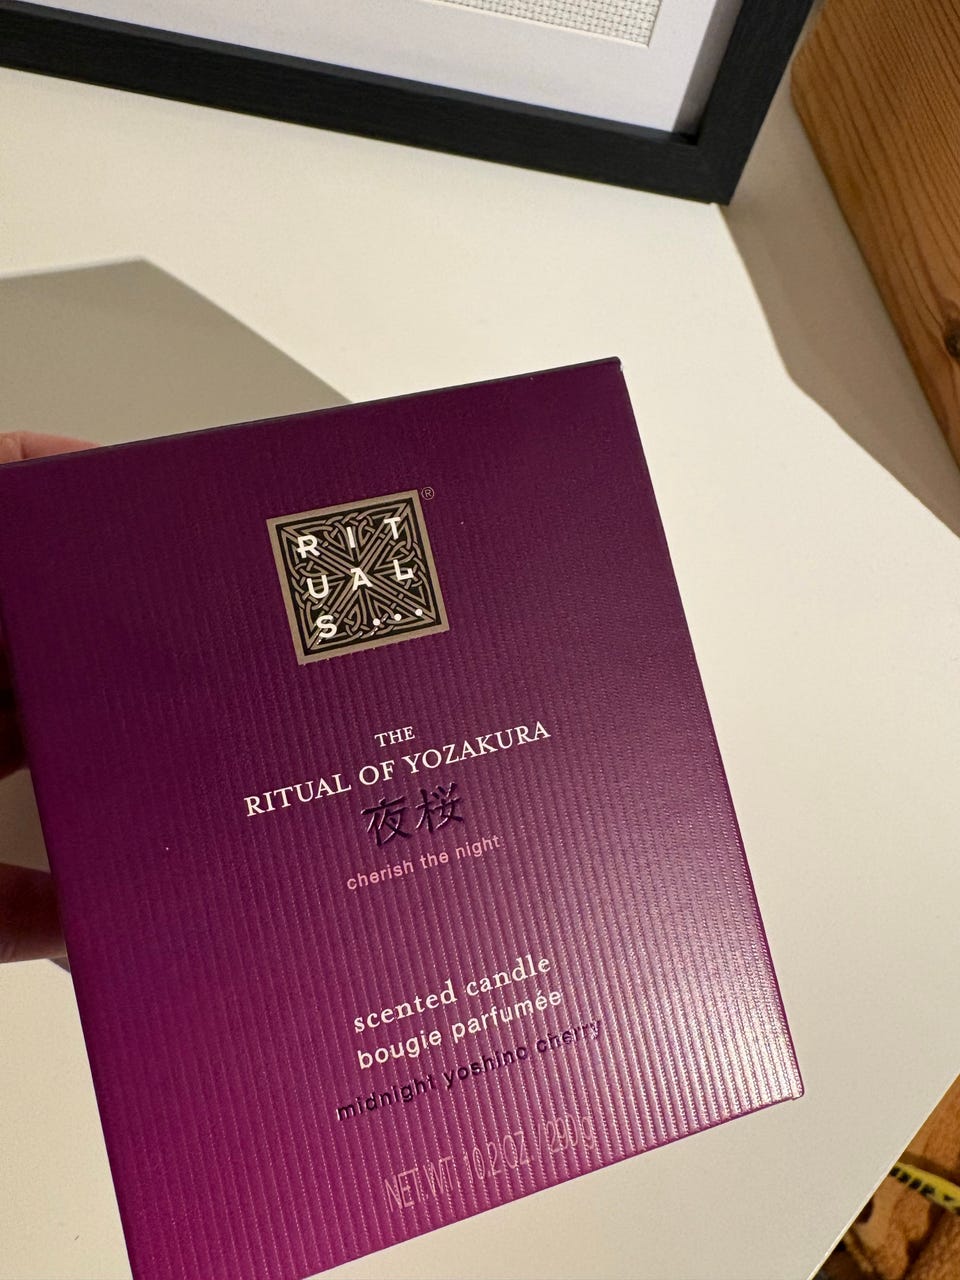 RIT
UAL
S...
®
THE
RITUAL OF YOZAKURA
夜桜
cherish the night
scented candle
bougie parfumée
midnight yoshino cherry
NET. WT. 10.2 OZ. / 290 g